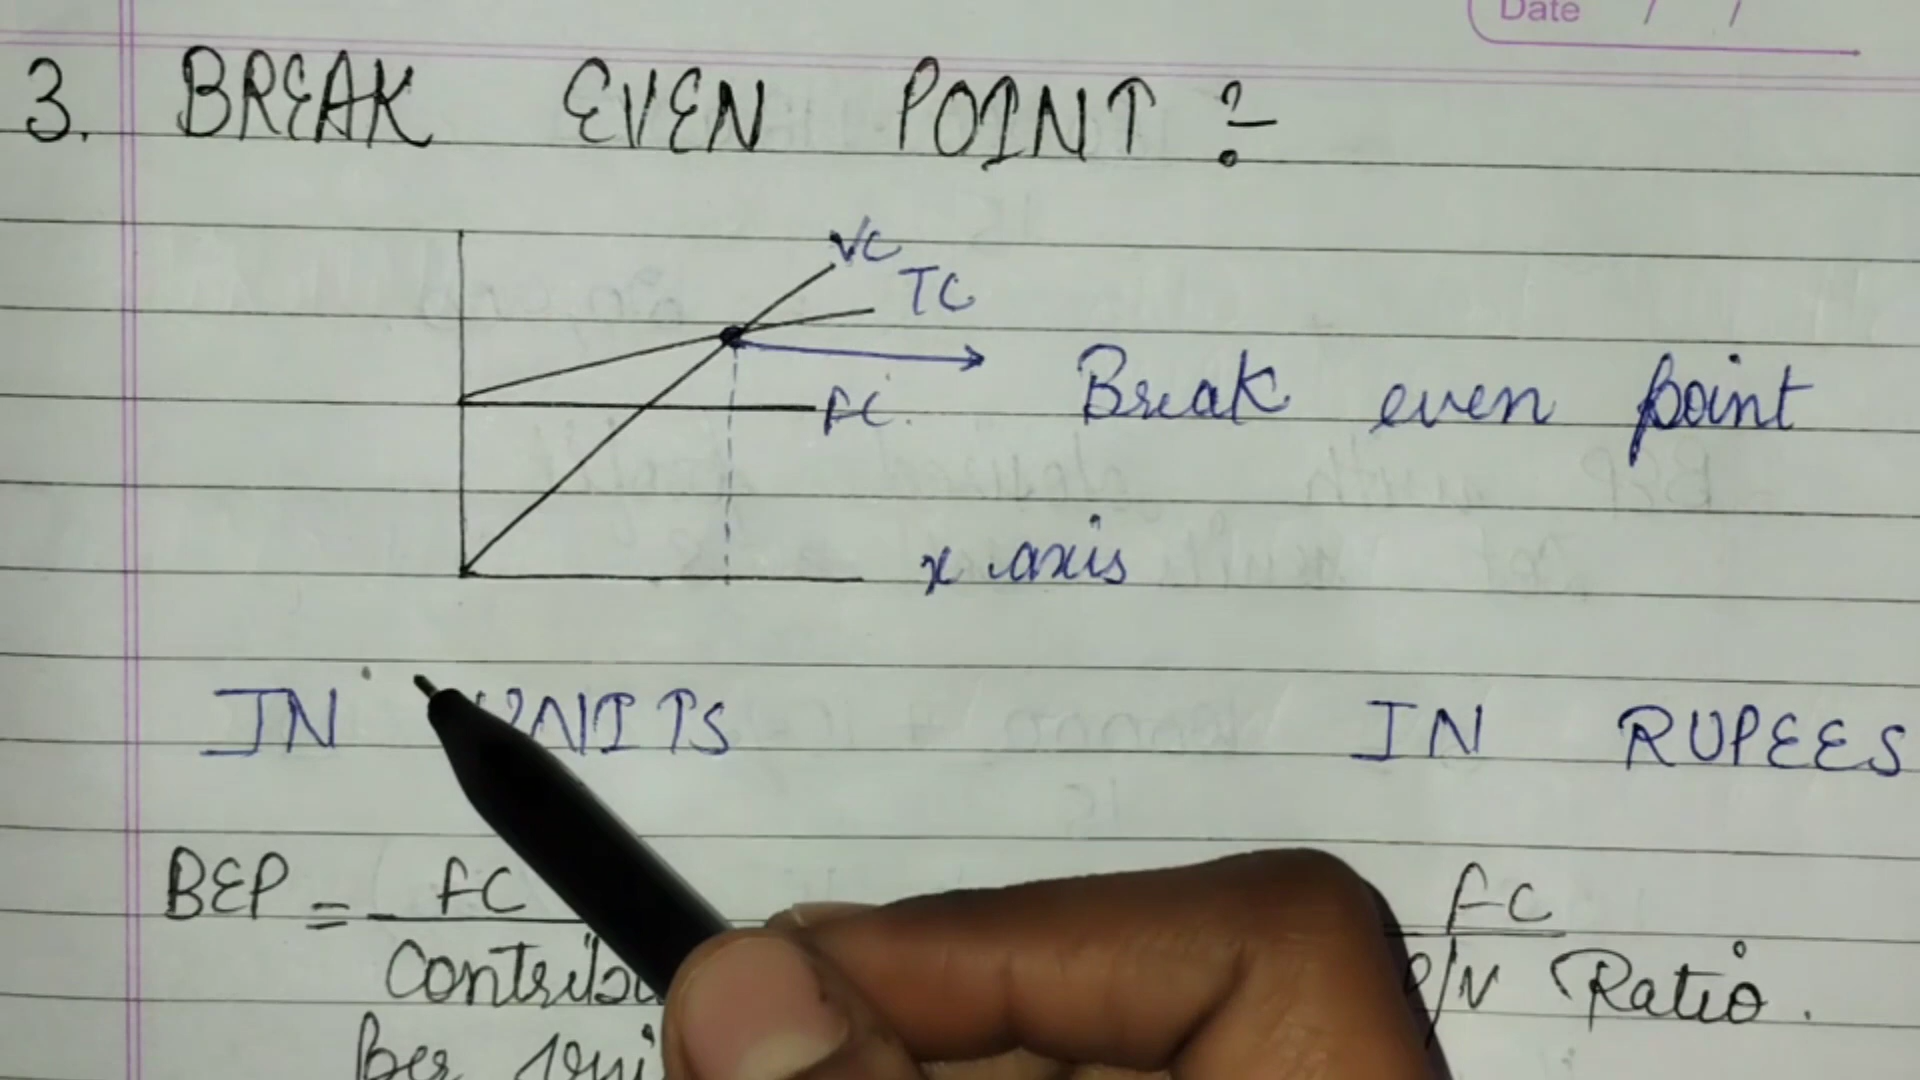 Date / /
3. BREAK EVEN POINT :-
VC
TC
FC.
Break even point
x axis
IN UNITS IN RUPEES
BEP = FC FC
P/V Ratio.